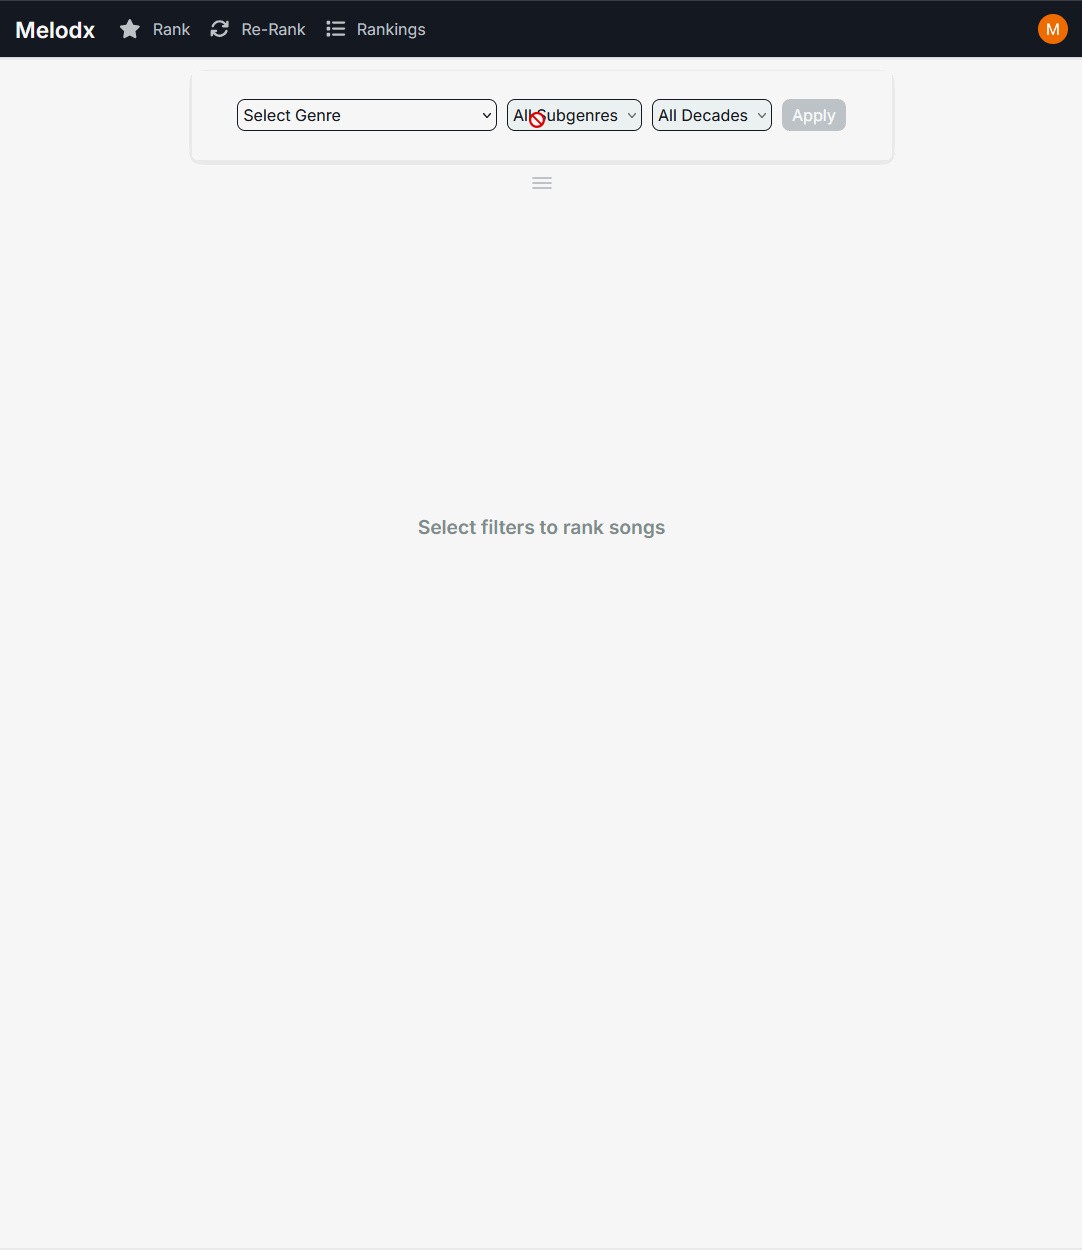 Melodx Rank Re-Rank Rankings M
Select Genre All Subgenres All Decades Apply
Select filters to rank songs